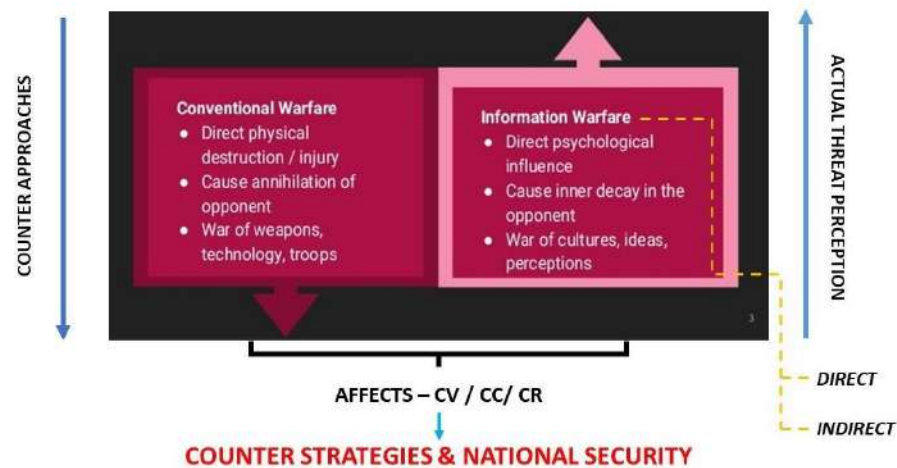 COUNTER APPROACHES
Conventional Warfare
● Direct physical
destruction / injury
● Cause annihilation of
opponent
● War of weapons,
technology, troops
Information Warfare
● Direct psychological
influence
● Cause inner decay in the
opponent
● War of cultures, ideas,
perceptions
3
ACTUAL THREAT PERCEPTION
DIRECT
INDIRECT
AFFECTS – CV / CC/ CR
COUNTER STRATEGIES & NATIONAL SECURITY